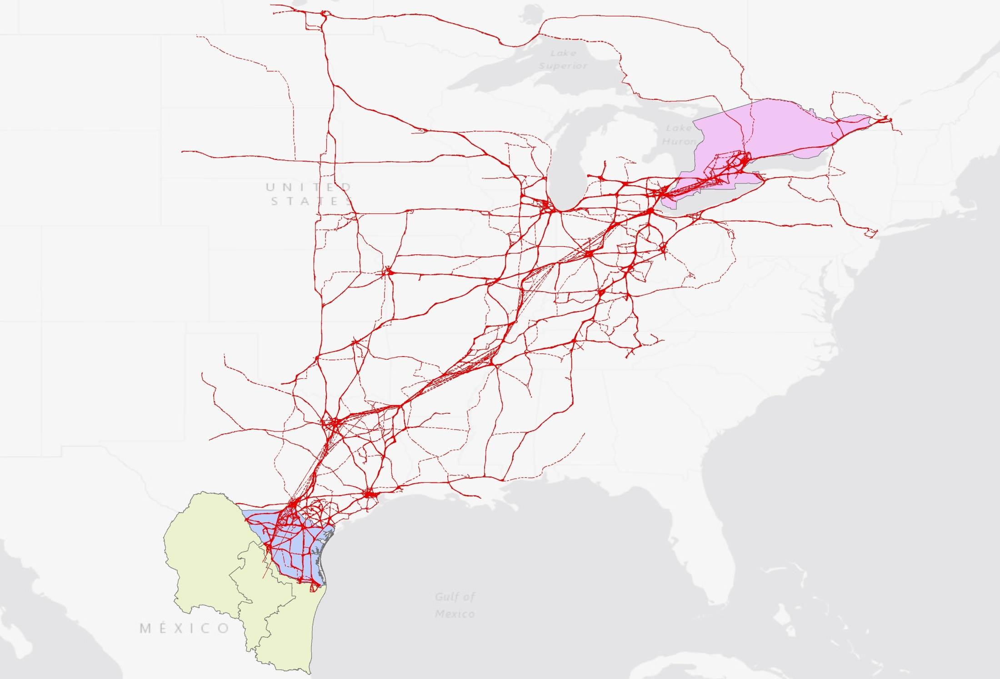 Lake
Superior
Lake
Huron
UNITED
STATES
Gulf of
Mexico
MÉXICO